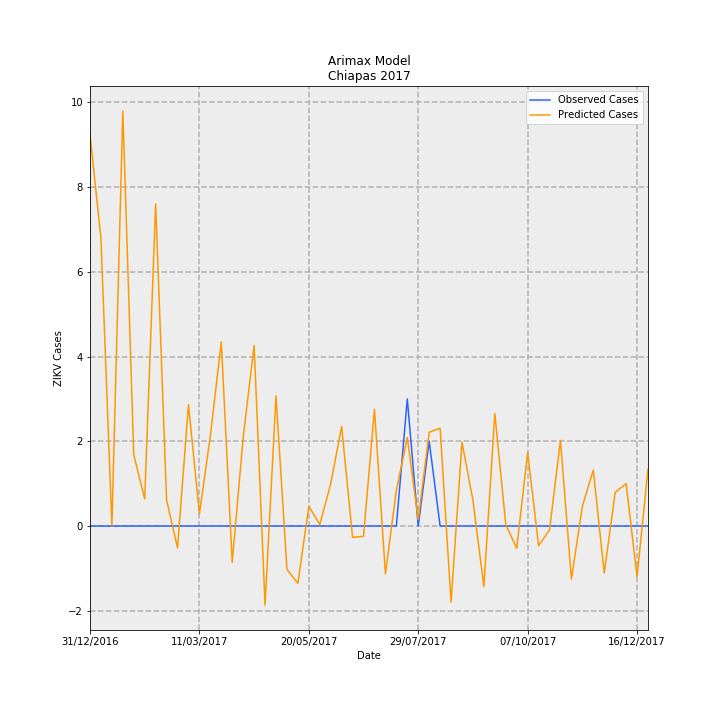 Arimax Model
Chiapas 2017
Observed Cases
Predicted Cases
ZIKV Cases
10
8
6
4
2
0
−2
31/12/2016
11/03/2017
20/05/2017
29/07/2017
07/10/2017
16/12/2017
Date